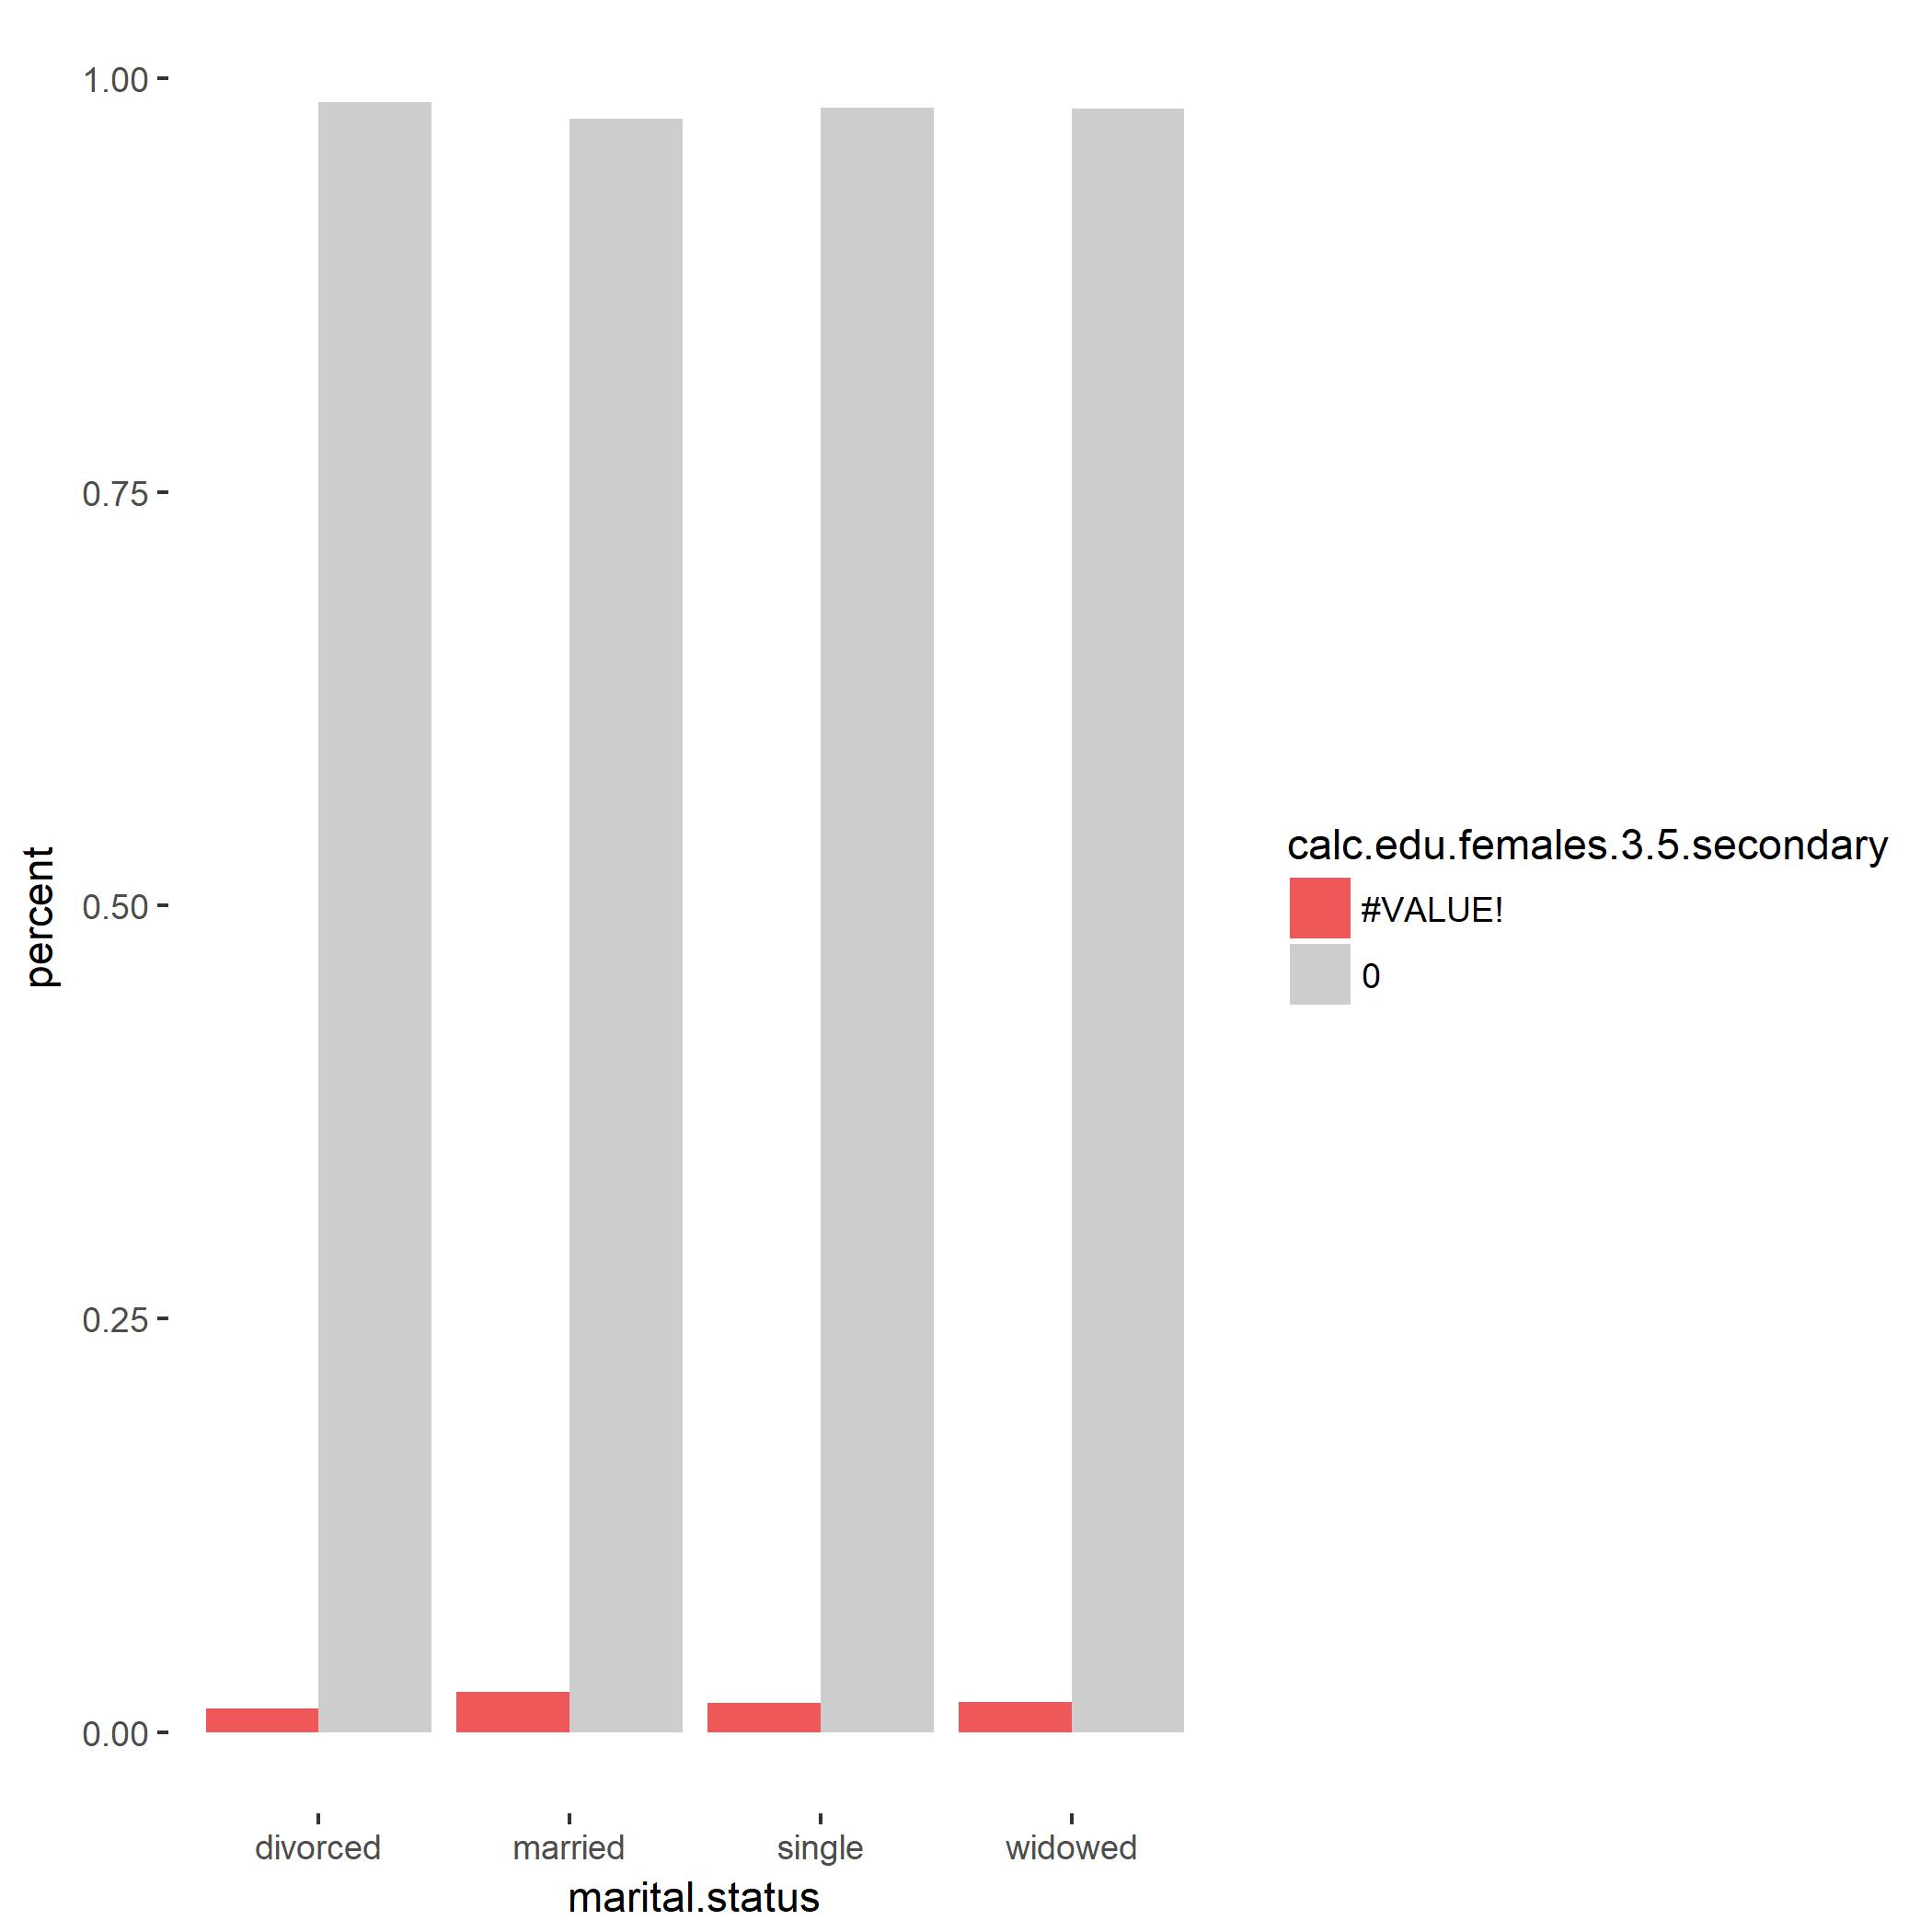 1.00
0.75
0.50
0.25
0.00
percent
divorced married single widowed
marital.status
calc.edu.females.3.5.secondary
#VALUE!
0